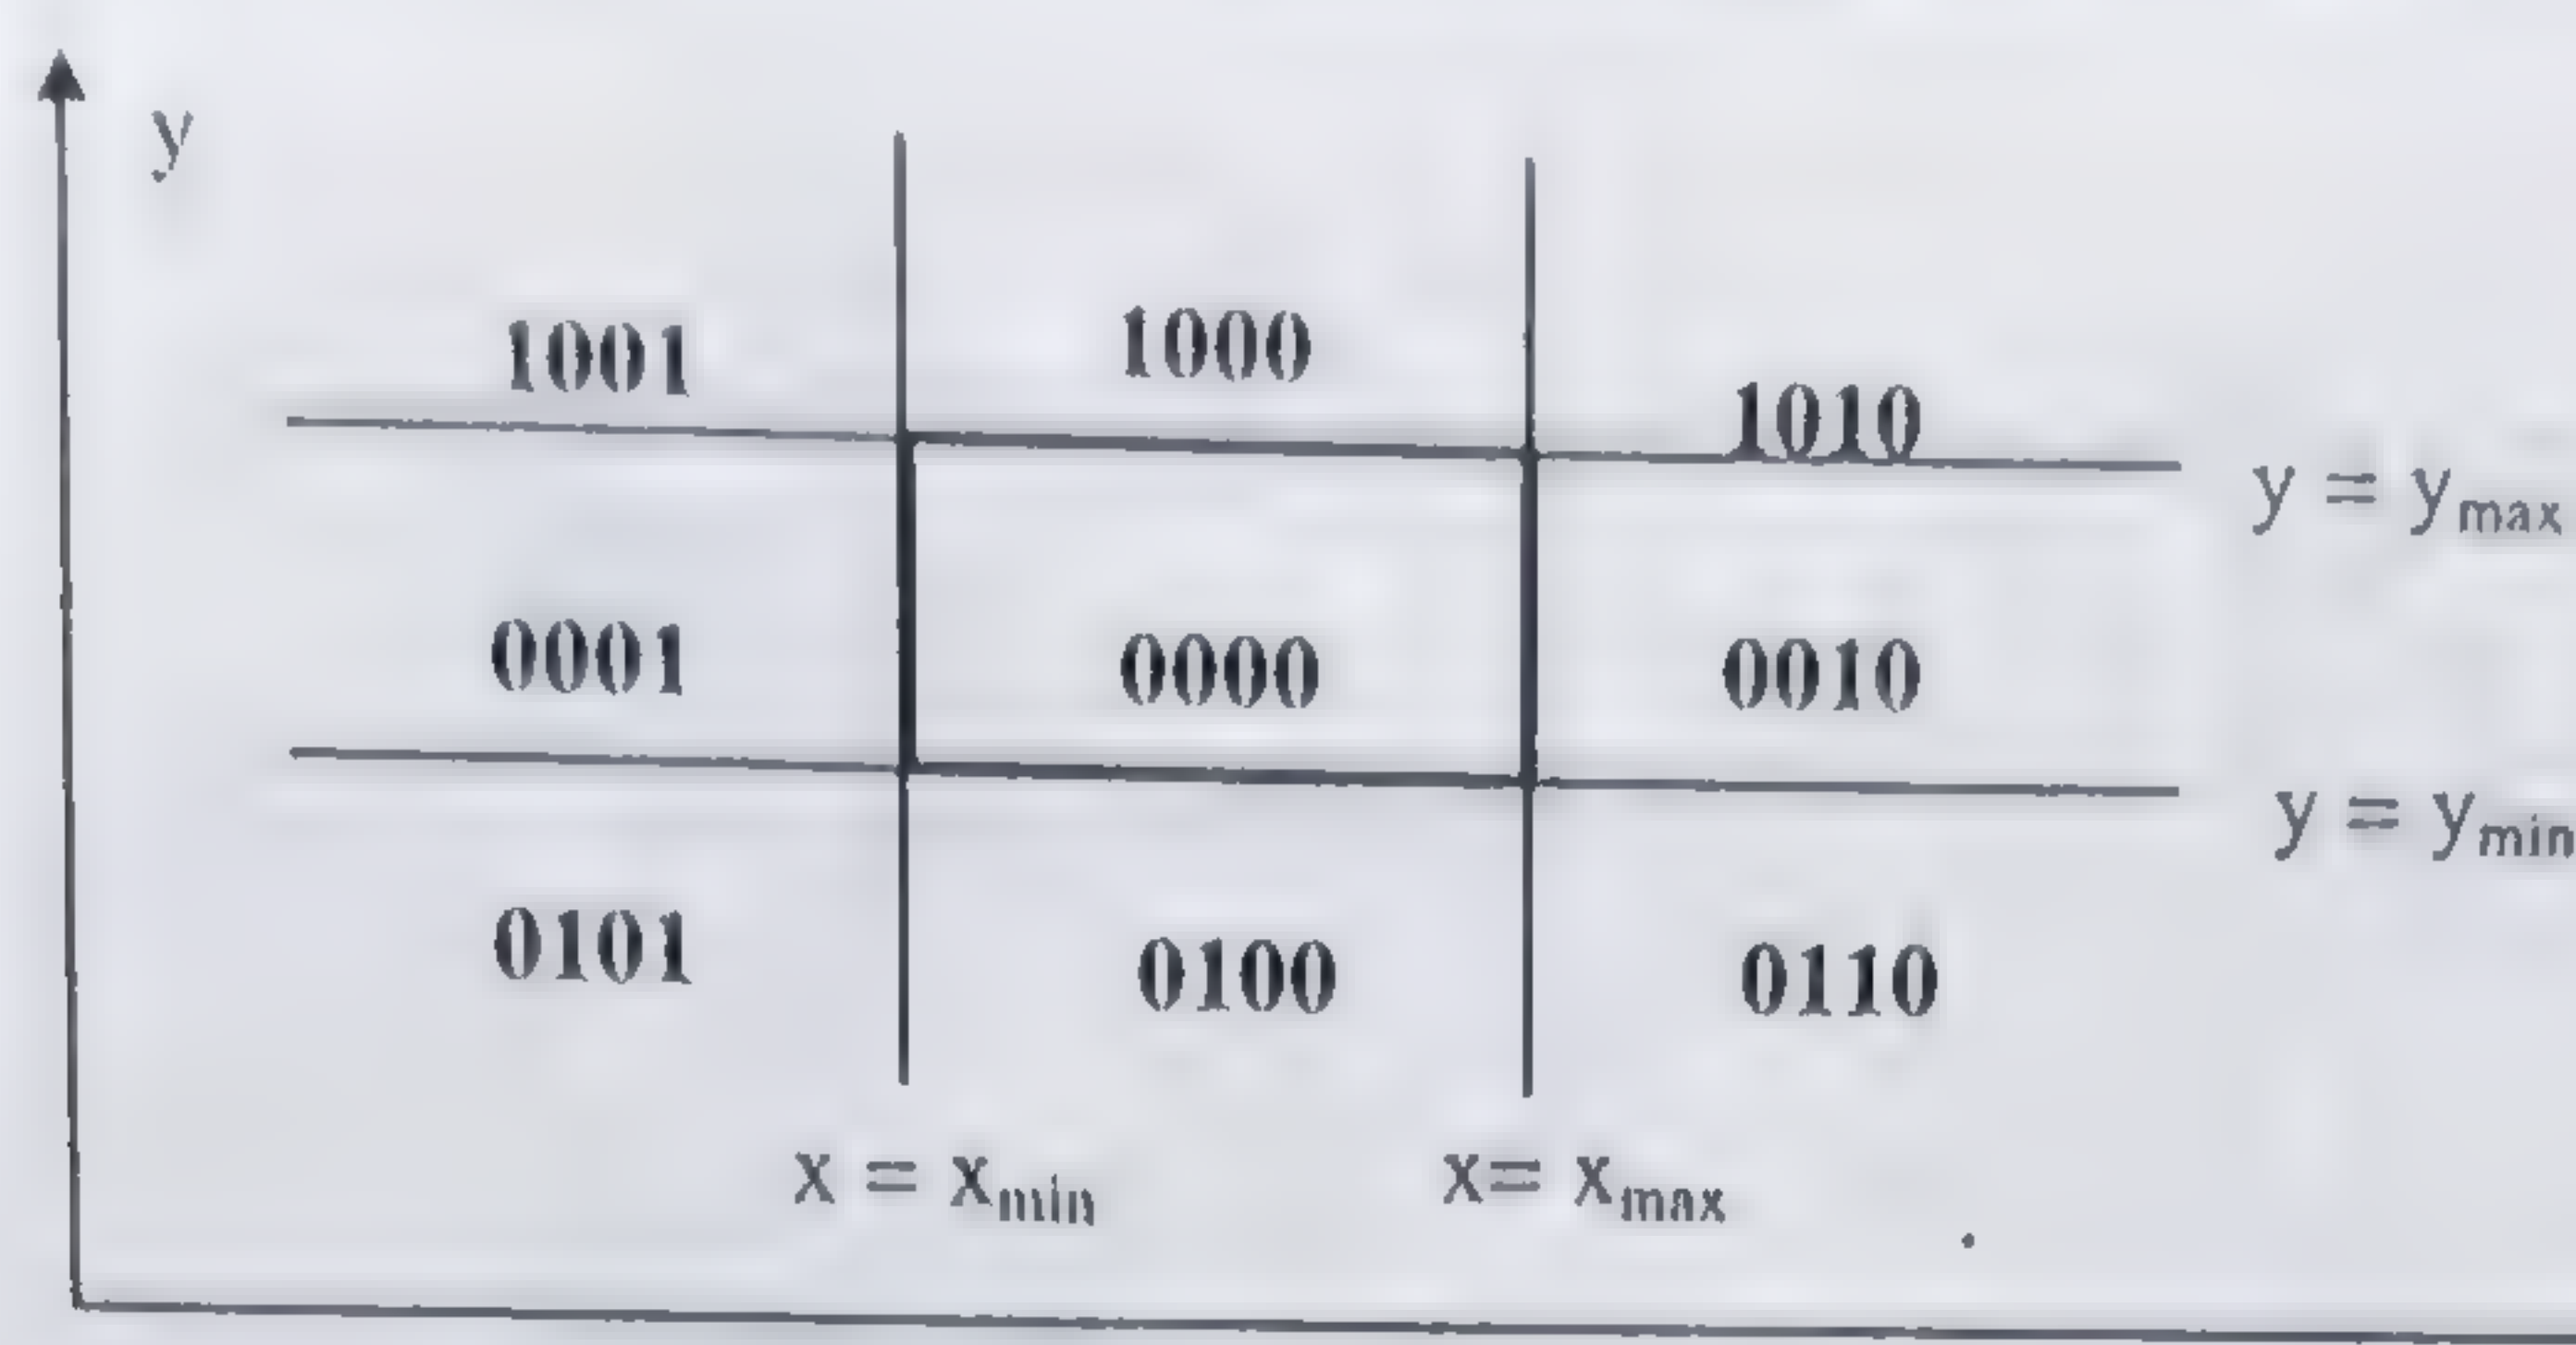 y
1001 1000 1010
y = ymax
0001 0000 0010
y = ymin
0101 0100 0110
x = xmin x= xmax